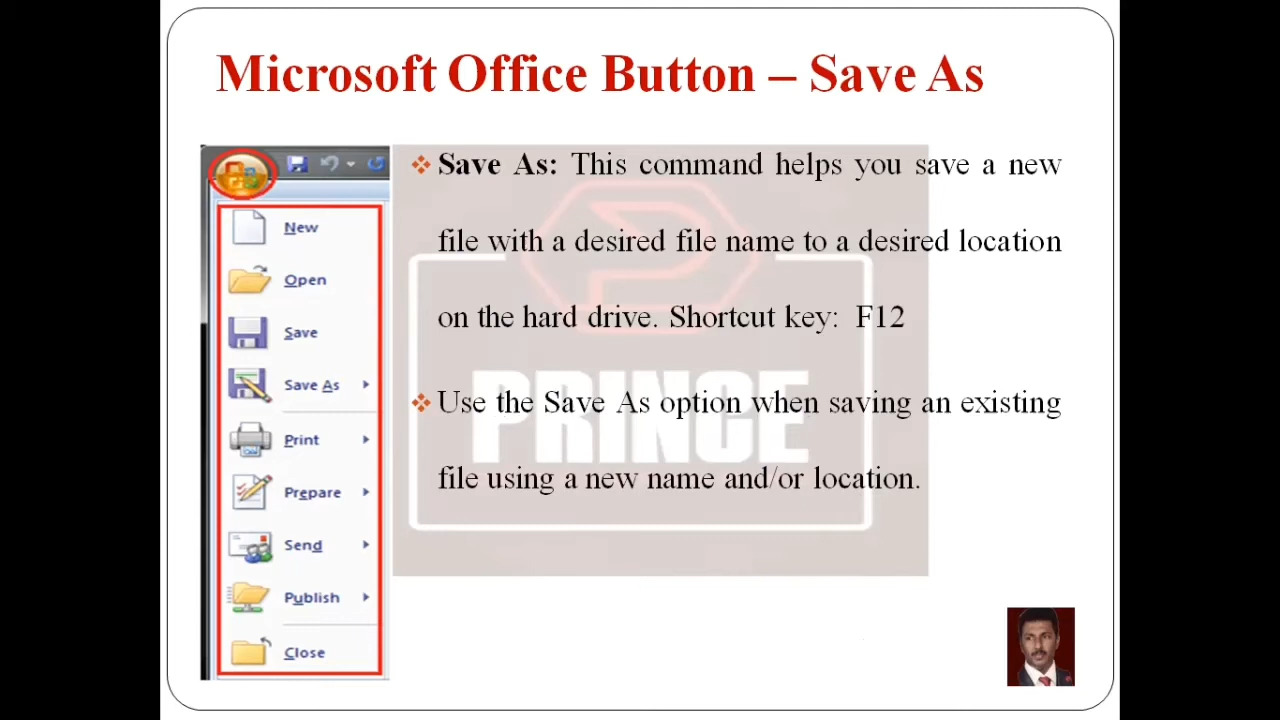 Microsoft Office Button – Save As
New
Open
Save
Save As
Print
Prepare
Send
Publish
Close
Save As: This command helps you save a new
file with a desired file name to a desired location
on the hard drive. Shortcut key: F12
Use the Save As option when saving an existing
file using a new name and/or location.
PRINCE